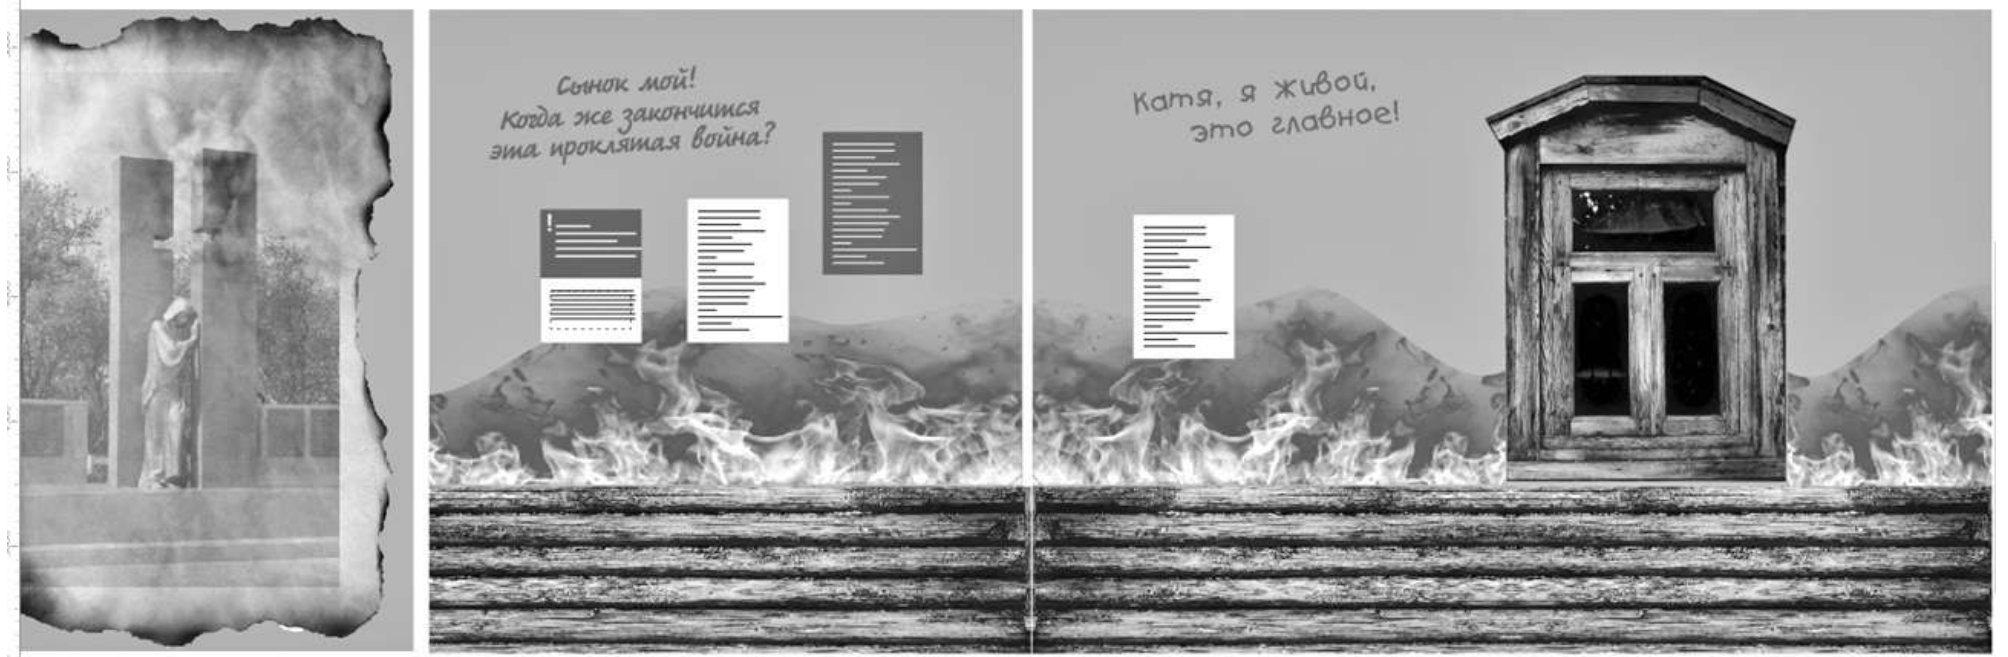 Сынок мой!
Когда же закончится
эта проклятая война?
!
Катя, я живой,
это главное!